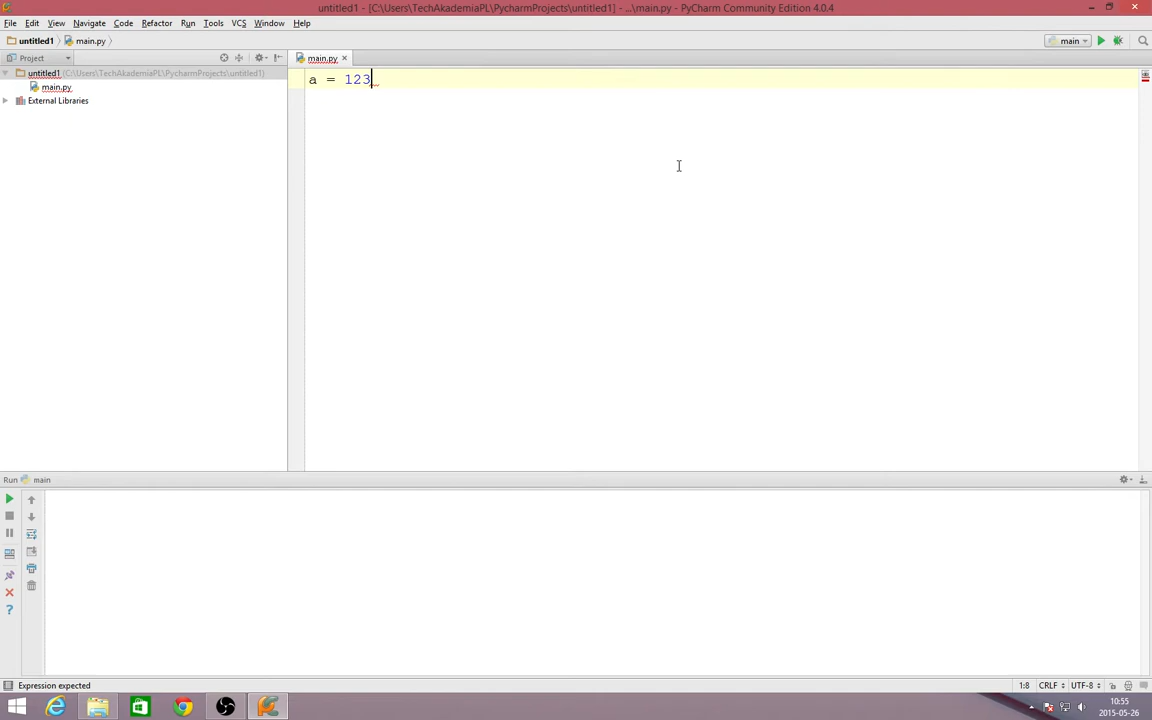 untitled1 - [C:\Users\TechAkademiaPL\PycharmProjects\untitled1] - ...\main.py - PyCharm Community Edition 4.0.4
File Edit View Navigate Code Refactor Run Tools VCS Window Help
untitled1 main.py main
Project main.py
untitled1 (C:\Users\TechAkademiaPL\PycharmProjects\untitled1)
a = 123
main.py
External Libraries
Run main
Expression expected 1:8 CRLF UTF-8
10:55
2015-05-26